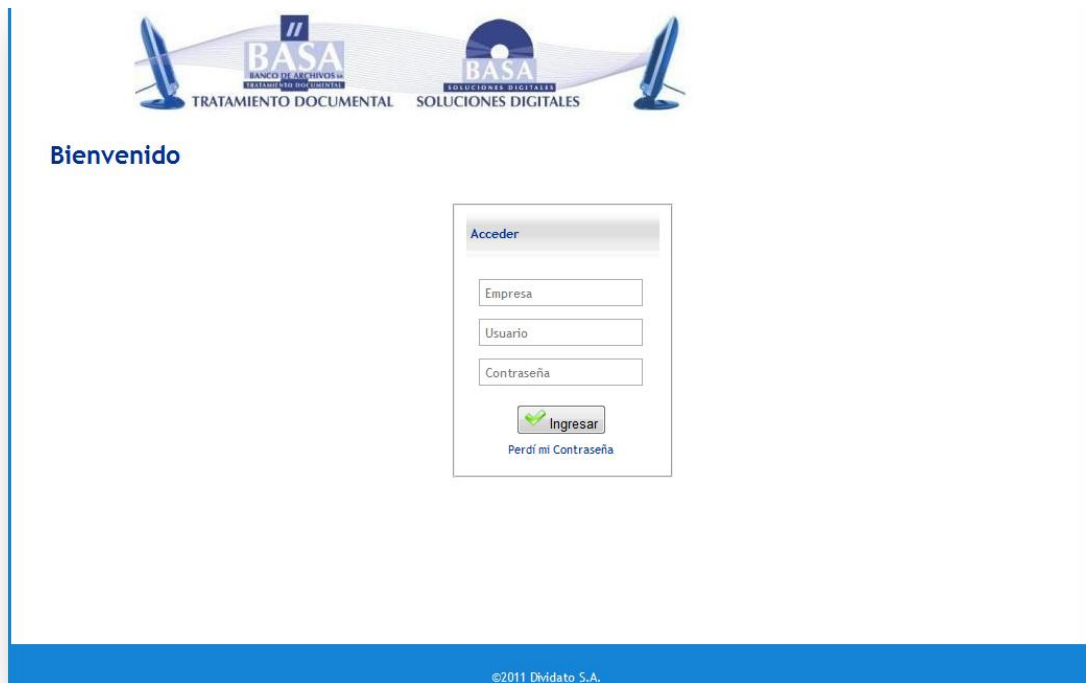 BASA
BANCO DE ARCHIVOS SA
TRATAMIENTO DOCUMENTAL
TRATAMIENTO DOCUMENTAL
BASA
SOLUCIONES DIGITALES
SOLUCIONES DIGITALES
Bienvenido
Acceder
Empresa
Usuario
Contraseña
Ingresar
Perdí mi Contraseña
©2011 Dividato S.A.